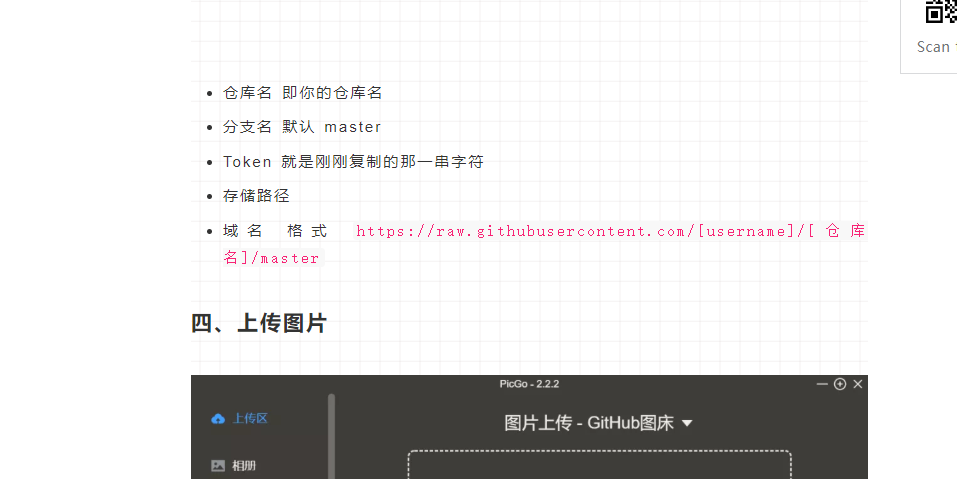 Scan
仓库名 即你的仓库名
分支名 默认 master
Token 就是刚刚复制的那一串字符
存储路径
域名 格式 https://raw.githubusercontent.com/[username]/[仓库
名]/master
四、上传图片
PicGo - 2.2.2
上传区
图片上传 - GitHub图床
相册